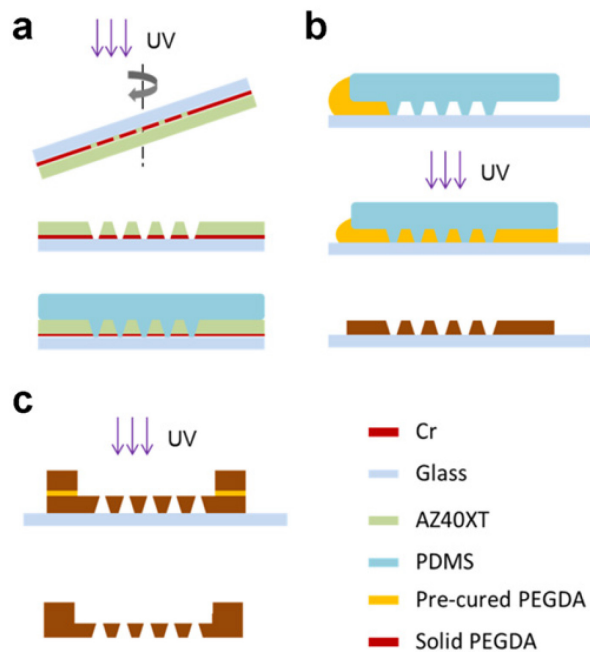 a
UV
b
UV
c
UV
Cr
Glass
AZ40XT
PDMS
Pre-cured PEGDA
Solid PEGDA